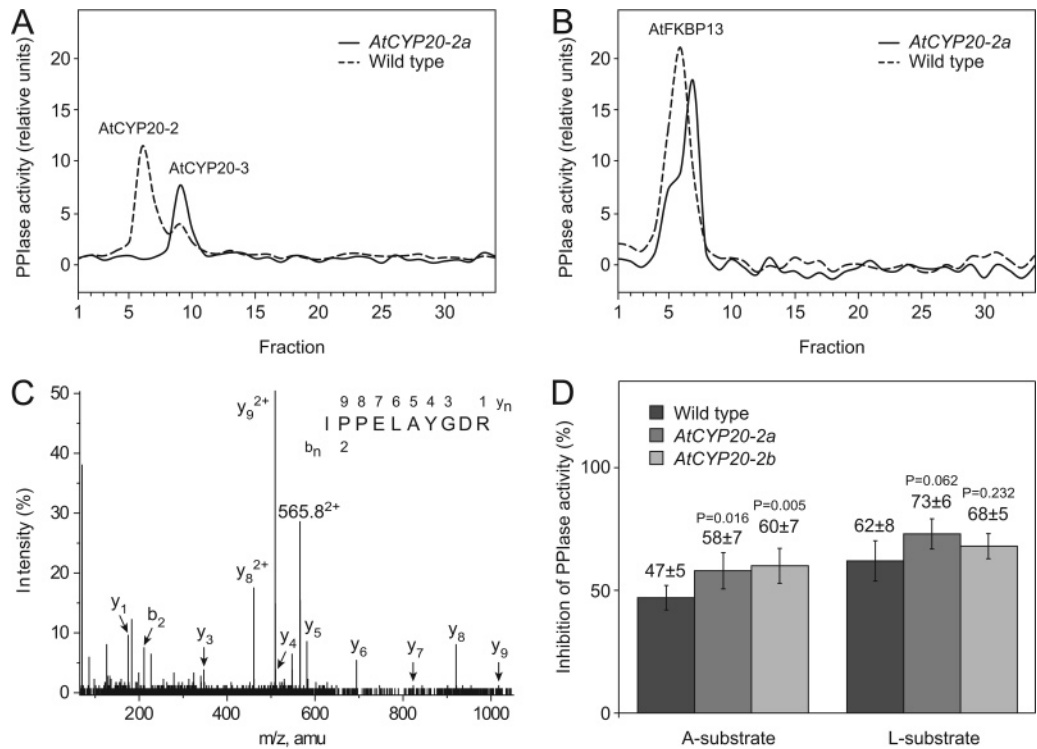 A
PPIase activity (relative units)
20
15
10
5
0
AtCYP20-2a
Wild type
AtCYP20-2
AtCYP20-3
1 5 10 20 30
Fraction
B
PPIase activity (relative units)
20
15
10
5
0
AtFKBP13
AtCYP20-2a
Wild type
1 5 10 15 20 30
Fraction
C
Intensity (%)
50
40
30
20
10
0
y9 2+
9 8 7 6 5 4 3 1 yn
I P P E L A Y G D R
bn 2
565.8 2+
y8 2+
y1
b2
y3
y4
y5
y6
y7
y8
y9
200 400 600 800 1000
m/z, amu
D
Inhibition of PPIase activity (%)
100
50
0
Wild type
AtCYP20-2a
AtCYP20-2b
47±5
P=0.016
58±7
P=0.005
60±7
62±8
P=0.062
73±6
P=0.232
68±5
A-substrate L-substrate